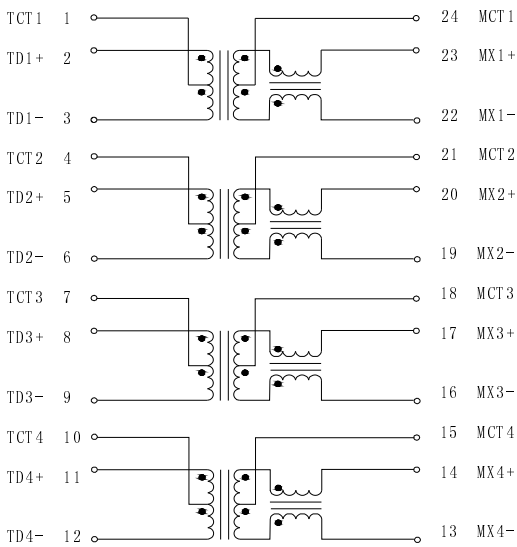 TCT1 1 24 MCT1
TD1+ 2 23 MX1+
TD1- 3 22 MX1-
TCT2 4 21 MCT2
TD2+ 5 20 MX2+
TD2- 6 19 MX2-
TCT3 7 18 MCT3
TD3+ 8 17 MX3+
TD3- 9 16 MX3-
TCT4 10 15 MCT4
TD4+ 11 14 MX4+
TD4- 12 13 MX4-